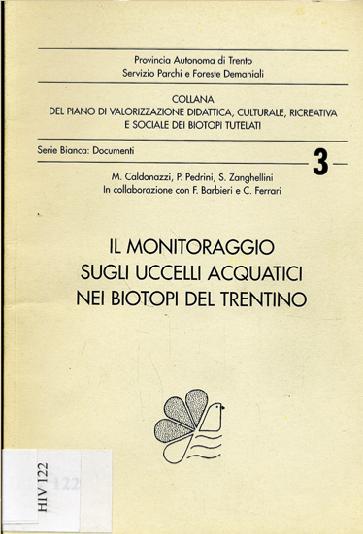 Provincia Autonoma di Trento
Servizio Parchi e Foreste Demaniali
COLLANA
DEL PIANO DI VALORIZZAZIONE DIDATTICA, CULTURALE, RICREATIVA
E SOCIALE DEI BIOTOPI TUTELATI
Serie Bianca: Documenti
3
M. Caldonazzi, P. Pedrini, S. Zanghellini
In collaborazione con F. Barbieri e C. Ferrari
IL MONITORAGGIO
SUGLI UCCELLI ACQUATICI
NEI BIOTOPI DEL TRENTINO
HIV 122
122